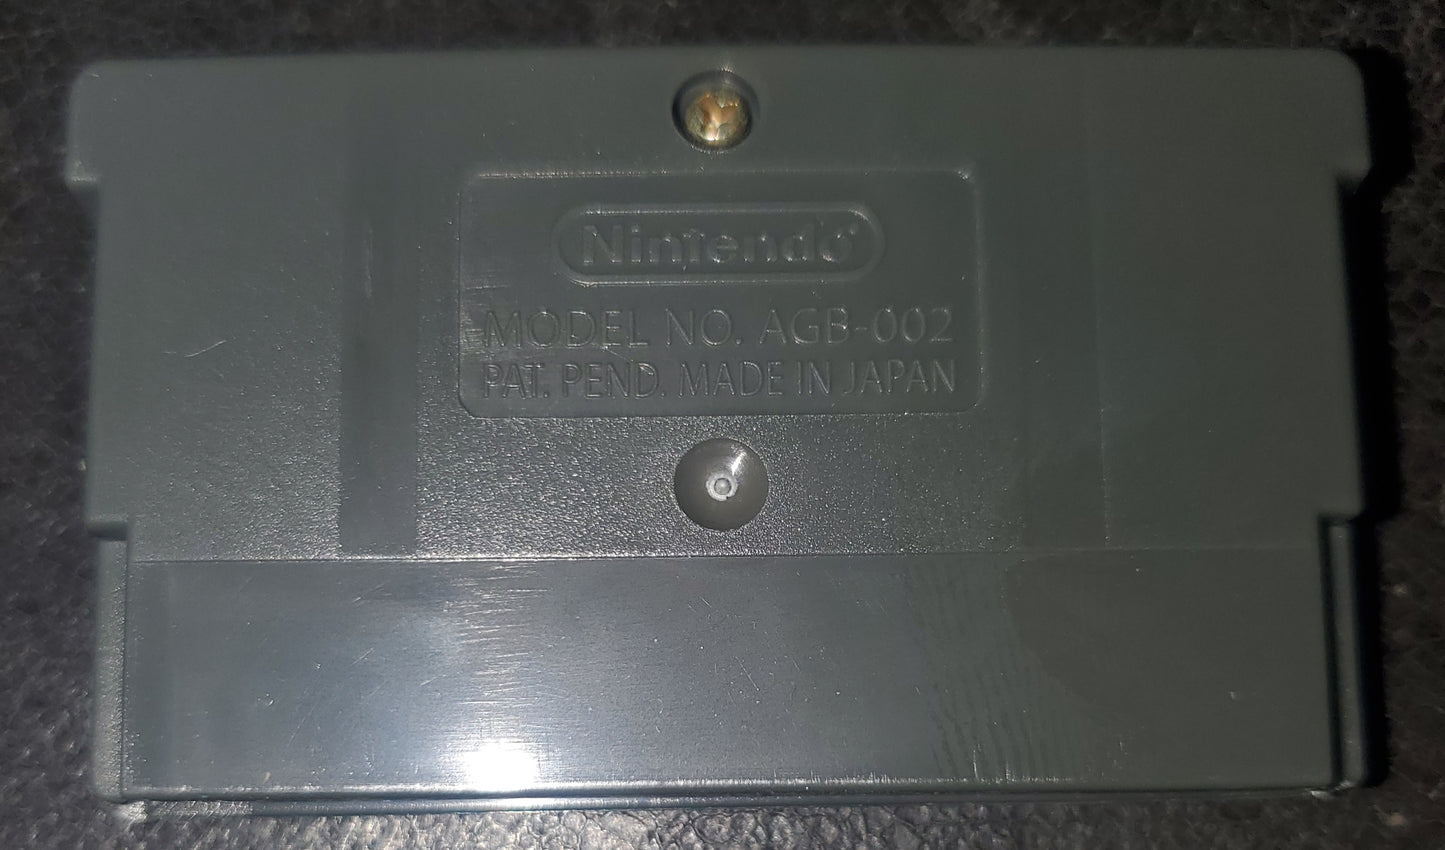 Nintendo
MODEL NO. AGB-002
PAT. PEND. MADE IN JAPAN